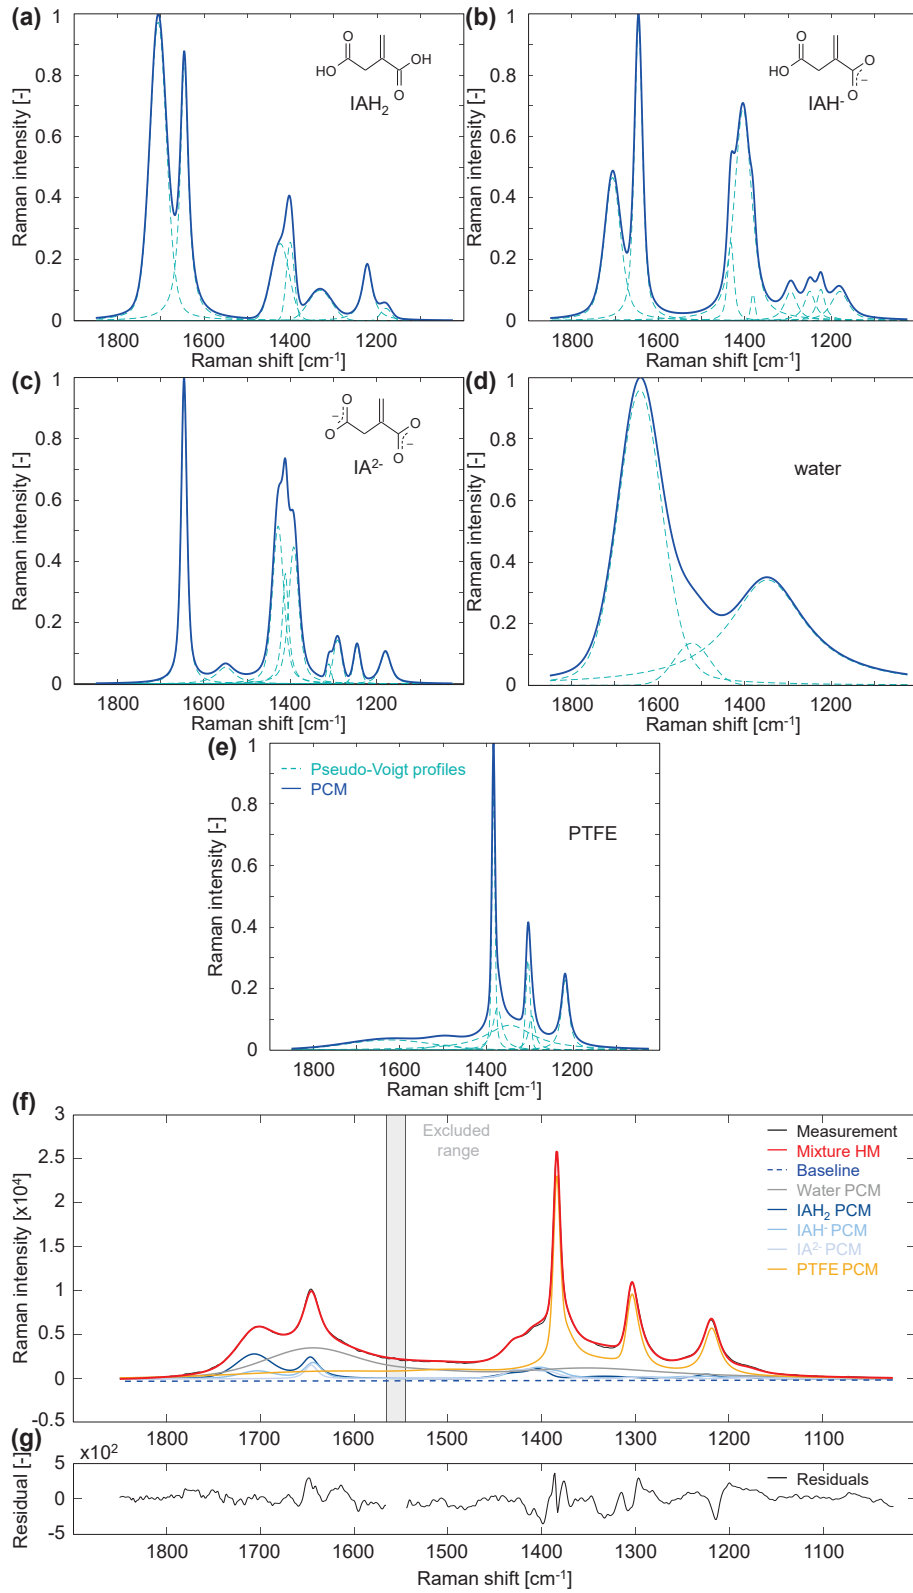 (a)
1
0.8
0.6
0.4
0.2
0
Raman intensity [-]
1800 1600 1400 1200
Raman shift [cm-1]
O
HO
OH
O
IAH2
(b)
1
0.8
0.6
0.4
0.2
0
Raman intensity [-]
1800 1600 1400 1200
Raman shift [cm-1]
O
HO
O
O
−
IAH-
(c)
1
0.8
0.6
0.4
0.2
0
Raman intensity [-]
1800 1600 1400 1200
Raman shift [cm-1]
O
−
O
O
−
O
IA2-
(d)
1
0.8
0.6
0.4
0.2
0
Raman intensity [-]
1800 1600 1400 1200
Raman shift [cm-1]
water
(e)
1
0.8
0.6
0.4
0.2
0
Raman intensity [-]
1800 1600 1400 1200
Raman shift [cm-1]
Pseudo-Voigt profiles
PCM
PTFE
(f)
3
2.5
2
1.5
1
0.5
0
-0.5
Raman intensity [x10⁴]
Excluded
range
Measurement
Mixture HM
Baseline
Water PCM
IAH2 PCM
IAH- PCM
IA2- PCM
PTFE PCM
1800 1700 1600 1500 1400 1300 1200 1100
(g)
x10²
5
0
-5
Residual [-]
Residuals
1800 1700 1600 1500 1400 1300 1200 1100
Raman shift [cm-1]